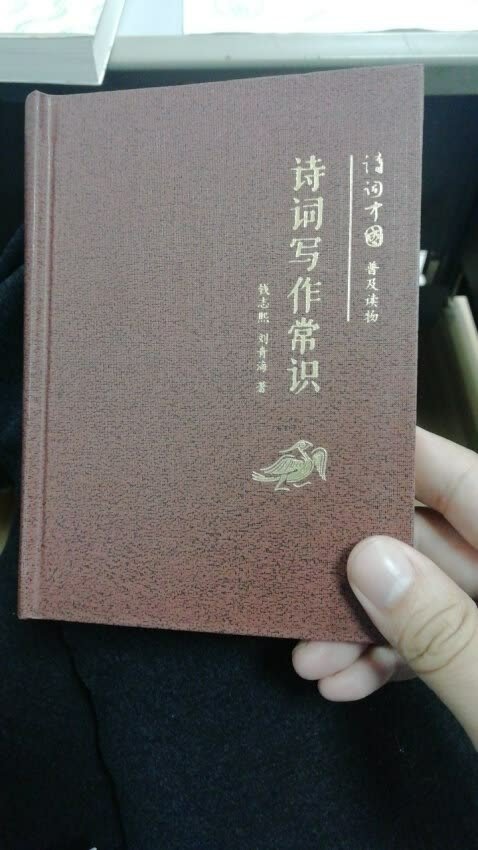 诗词中国 普及读物
诗词写作常识
钱志熙 刘青海 著